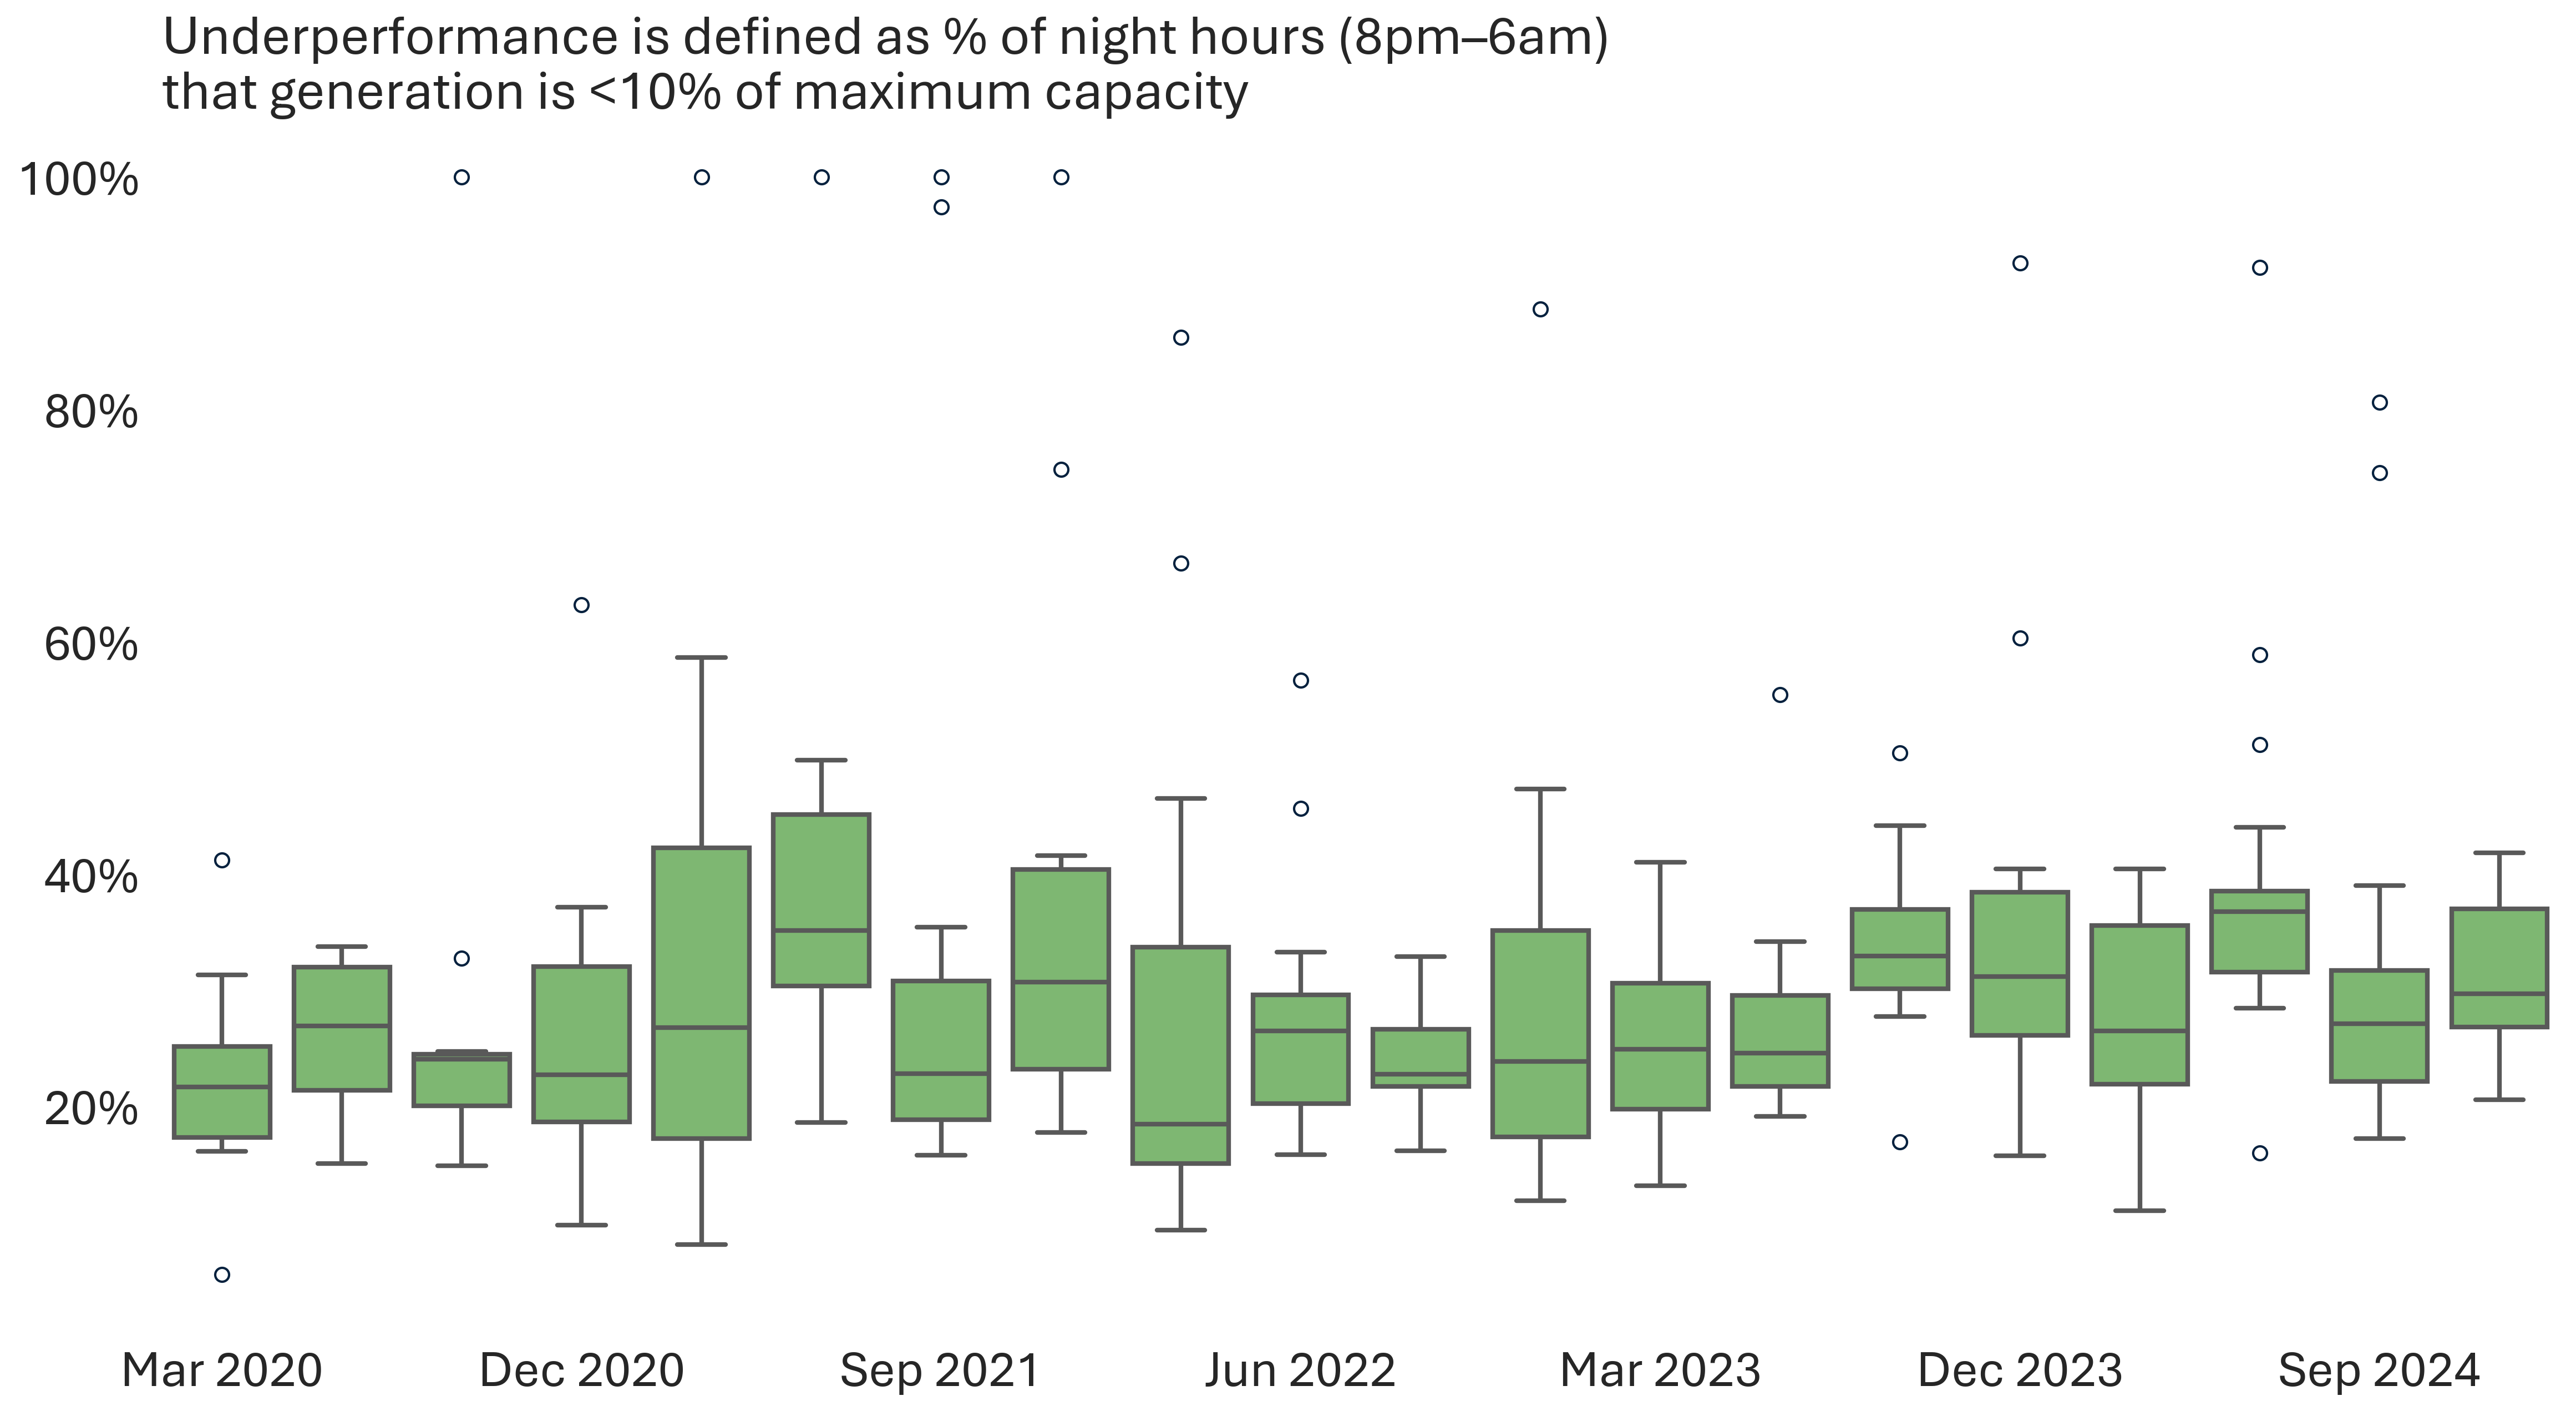 Underperformance is defined as % of night hours (8pm–6am)
that generation is <10% of maximum capacity
100%
80%
60%
40%
20%
Mar 2020 Dec 2020 Sep 2021 Jun 2022 Mar 2023 Dec 2023 Sep 2024